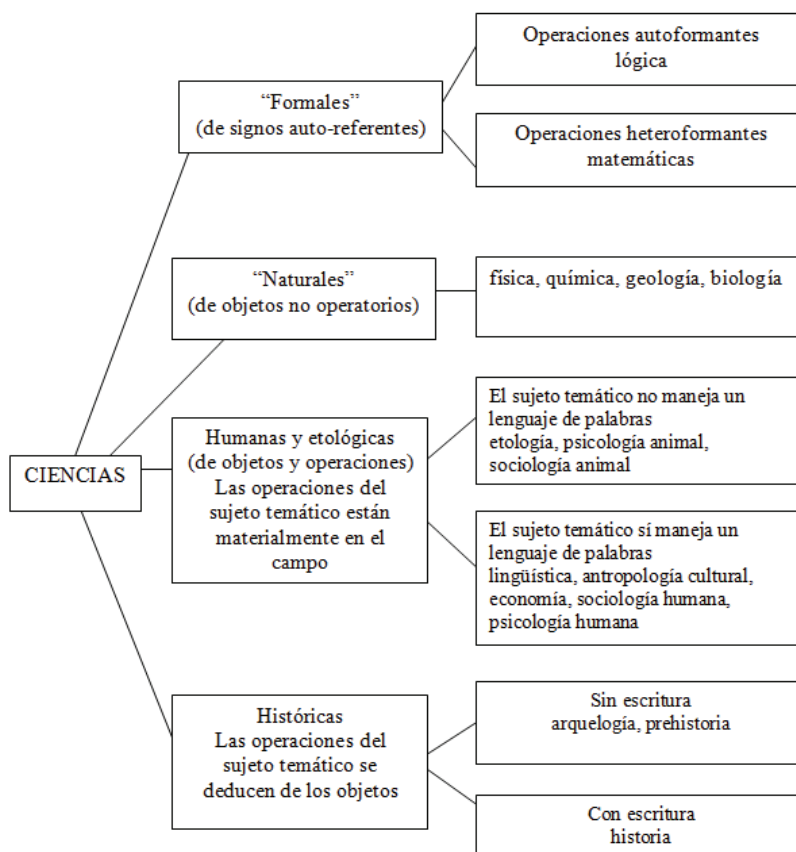 Operaciones autoformantes
lógica
“Formales”
(de signos auto-referentes)
Operaciones heteroformantes
matemáticas
“Naturales”
(de objetos no operatorios)
física, química, geología, biología
El sujeto temático no maneja un
lenguaje de palabras
etología, psicología animal,
sociología animal
Humanas y etológicas
(de objetos y operaciones)
Las operaciones del
sujeto temático están
materialmente en el
campo
CIENCIAS
El sujeto temático sí maneja un
lenguaje de palabras
lingüística, antropología cultural,
economía, sociología humana,
psicología humana
Históricas
Las operaciones del
sujeto temático se
deducen de los objetos
Sin escritura
arquelogía, prehistoria
Con escritura
historia